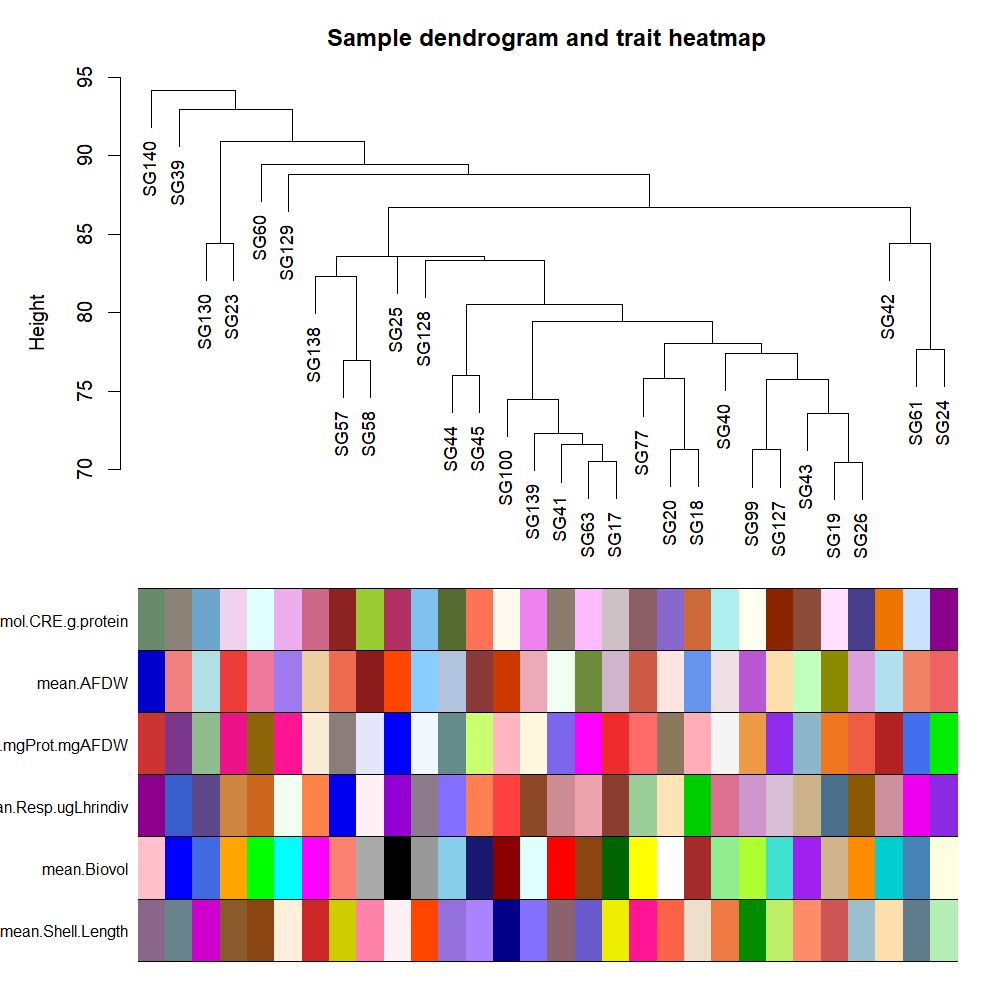 Sample dendrogram and trait heatmap
Height
95
90
85
80
75
70
SG140
SG39
SG130
SG23
SG60
SG129
SG138
SG57
SG58
SG25
SG128
SG44
SG45
SG100
SG139
SG41
SG63
SG17
SG77
SG20
SG18
SG40
SG99
SG127
SG43
SG19
SG26
SG42
SG61
SG24
mol.CRE.g.protein
mean.AFDW
.mgProt.mgAFDW
an.Resp.ugLhrindiv
mean.Biovol
mean.Shell.Length